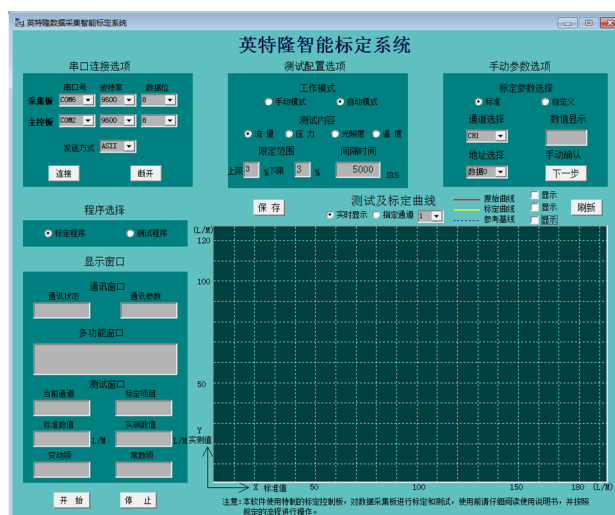 英特隆数据采集智能标定系统
英特隆智能标定系统
串口连接选项
串口号 波特率 数据位
采集板 COM6 9600 8
主控板 COM2 9600 8
发送方式 ASII
连接 断开
测试配置选项
工作模式
手动模式 自动模式
测试内容
流 量 压 力 光照度 温 度
限定范围 间隔时间
上限 3 % 下限 3 % 5000 ms
手动参数选项
标定参数选择
标准 自定义
通道选择 数值显示
CH1
地址选择 手动确认
数据0 下一步
程序选择
标定程序 测试程序
保 存
测试及标定曲线
实时显示 指定通道 1
原始曲线 显示
标定曲线 显示
参考基线 显示
刷新
显示窗口
通讯窗口
通讯状态 通讯参数
多功能窗口
测试窗口
当前通道 标定项目
标准数值 实测数值
L/M L/M
变动项 常数项
开 始 停 止
(L/M)
120
100
50
Y
实测值
X 标准值 50 100 150 180 (L/M)
注意:本软件使用特制的标定控制板，对数据采集板进行标定和测试，使用前请仔细阅读使用说明书，并按照
规定的流程进行操作。